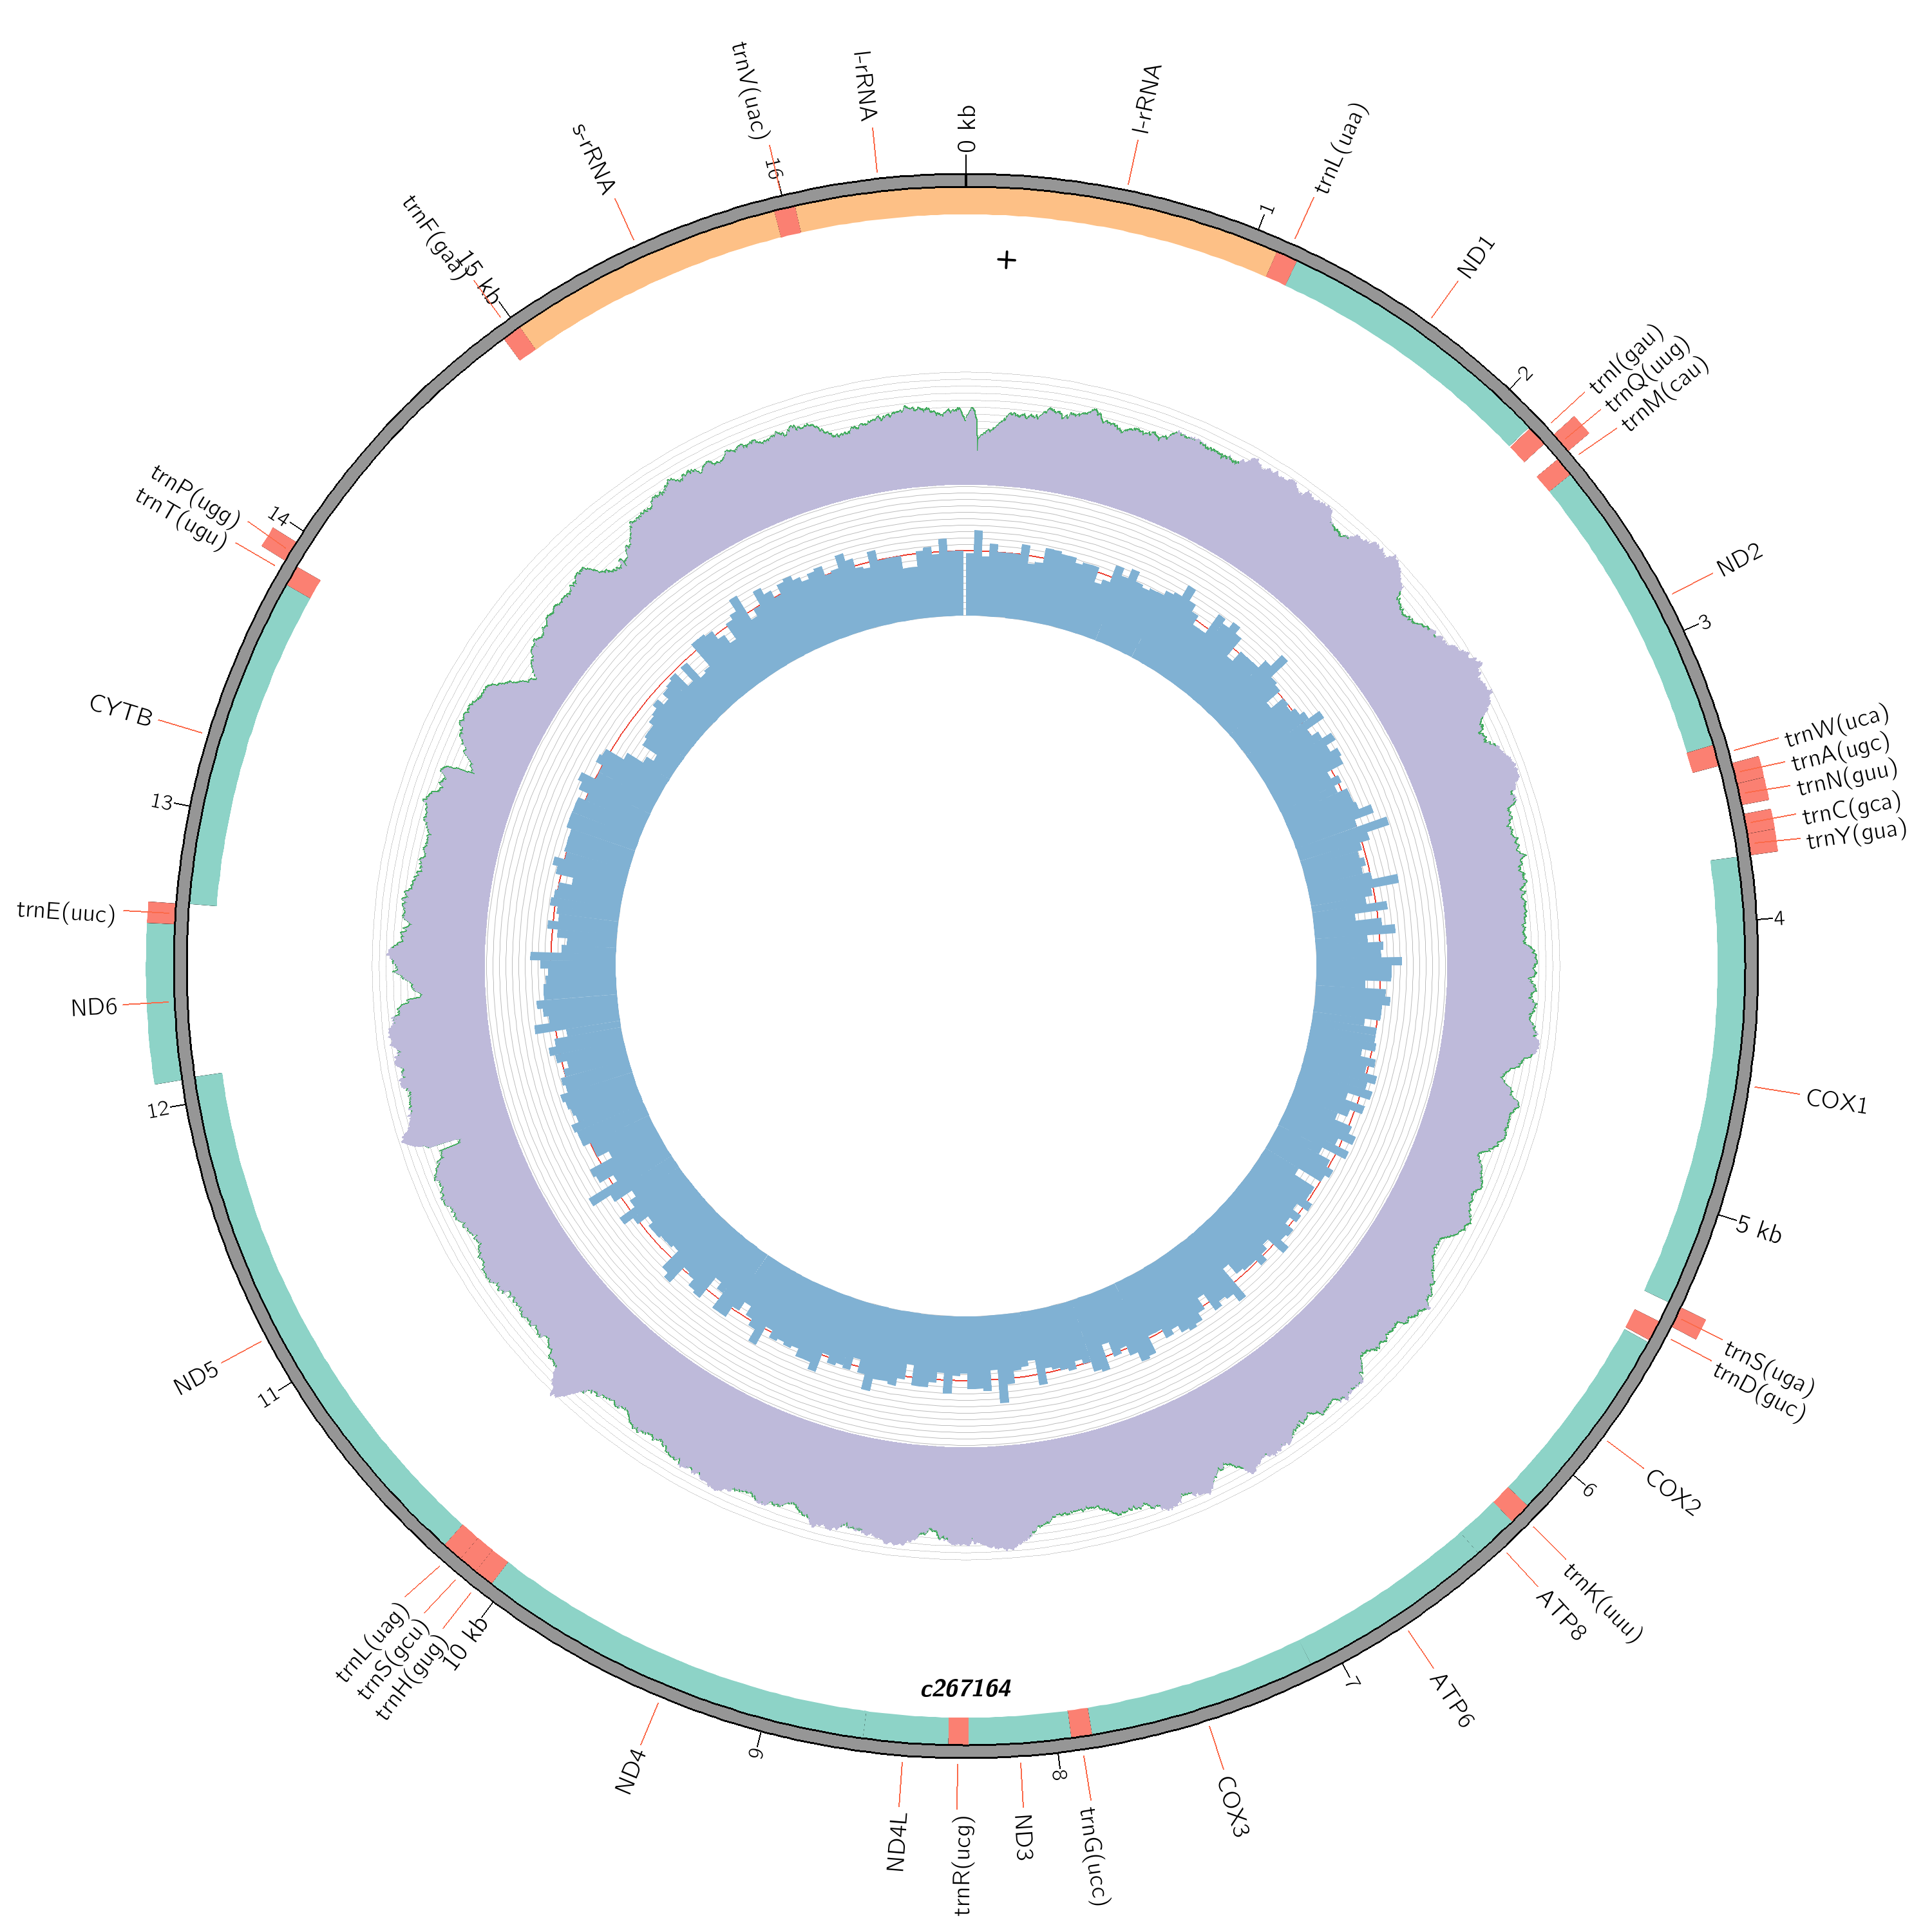 0 kb
l-rRNA
trnL(uaa)
1
ND1
2
trnI(gau)
trnQ(uug)
trnM(cau)
ND2
3
trnW(uca)
trnA(ugc)
trnN(guu)
trnC(gca)
trnY(gua)
4
COX1
5 kb
trnS(uga)
trnD(guc)
COX2
6
trnK(uuu)
ATP8
ATP6
7
COX3
trnG(ucc)
8
ND3
trnR(ucg)
ND4L
9
ND4
10 kb
trnH(gug)
trnS(gcu)
trnL(uag)
11
ND5
12
ND6
trnE(uuc)
13
CYTB
trnT(ugu)
trnP(ugg)
14
15 kb
trnF(gaa)
s-rRNA
16
trnV(uac)
l-rRNA
+
c267164